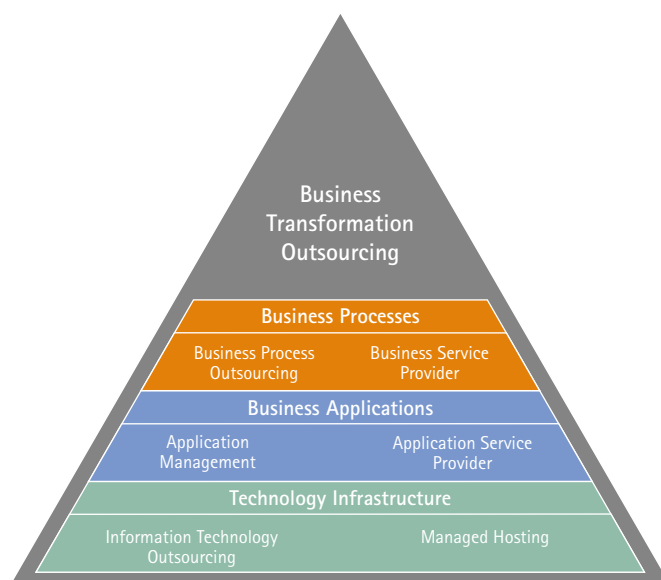 Business
Transformation
Outsourcing
Business Processes
Business Process
Outsourcing
Business Service
Provider
Business Applications
Application
Management
Application Service
Provider
Technology Infrastructure
Information Technology
Outsourcing
Managed Hosting